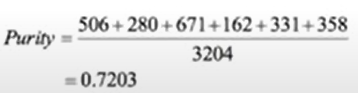 Purity = 506 + 280 + 671 + 162 + 331 + 358 / 3204
= 0.7203